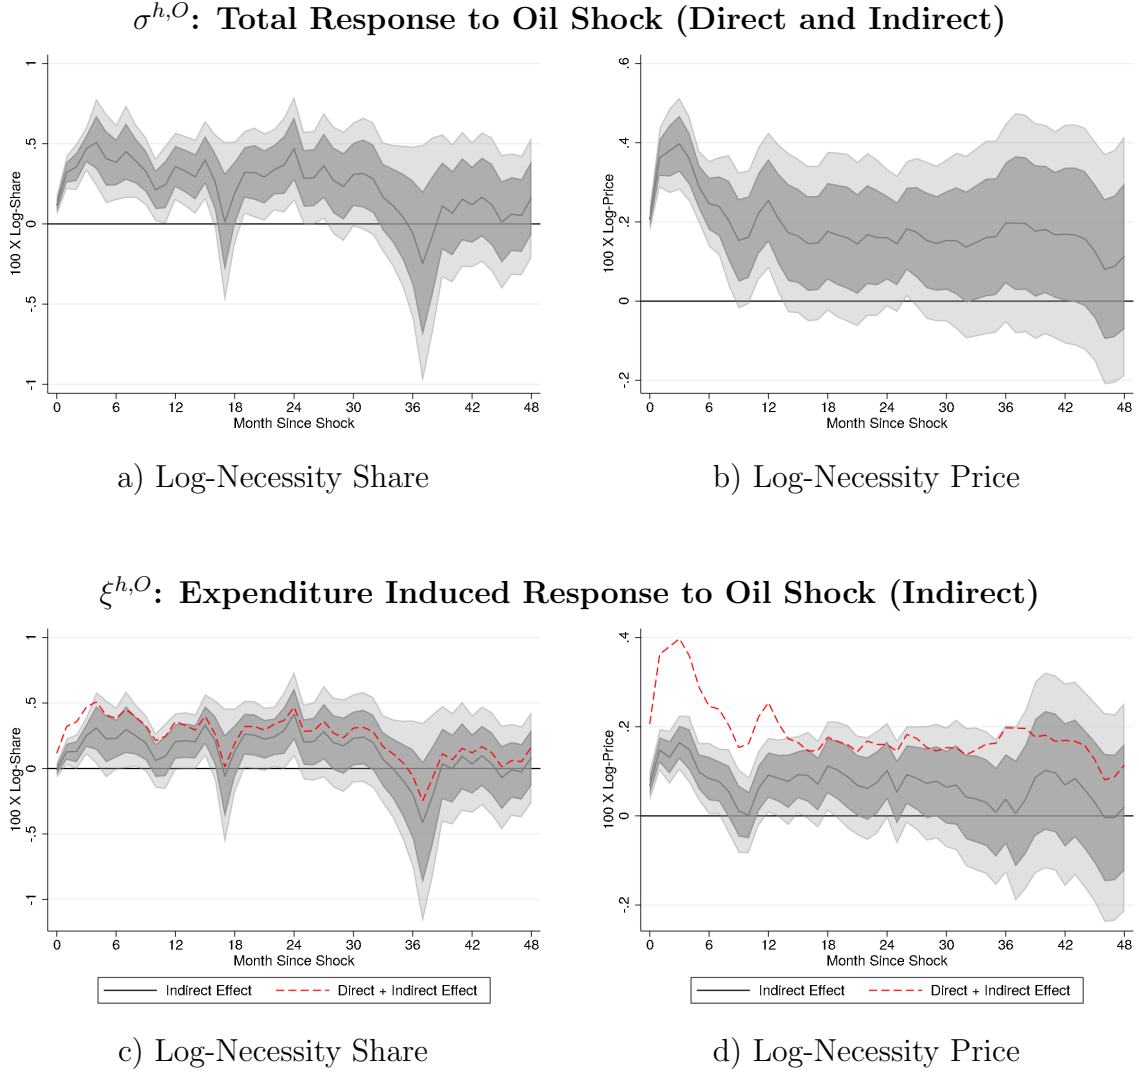 σ^{h,O}: Total Response to Oil Shock (Direct and Indirect)
100 X Log-Share
1
.5
0
-.5
-1
0 6 12 18 24 30 36 42 48
Month Since Shock
a) Log-Necessity Share
100 X Log-Price
.6
.4
.2
0
-.2
0 6 12 18 24 30 36 42 48
Month Since Shock
b) Log-Necessity Price
ξ^{h,O}: Expenditure Induced Response to Oil Shock (Indirect)
100 X Log-Share
1
.5
0
-.5
-1
0 6 12 18 24 30 36 42 48
Month Since Shock
Indirect Effect Direct + Indirect Effect
c) Log-Necessity Share
100 X Log-Price
.4
.2
0
-.2
0 6 12 18 24 30 36 42 48
Month Since Shock
Indirect Effect Direct + Indirect Effect
d) Log-Necessity Price